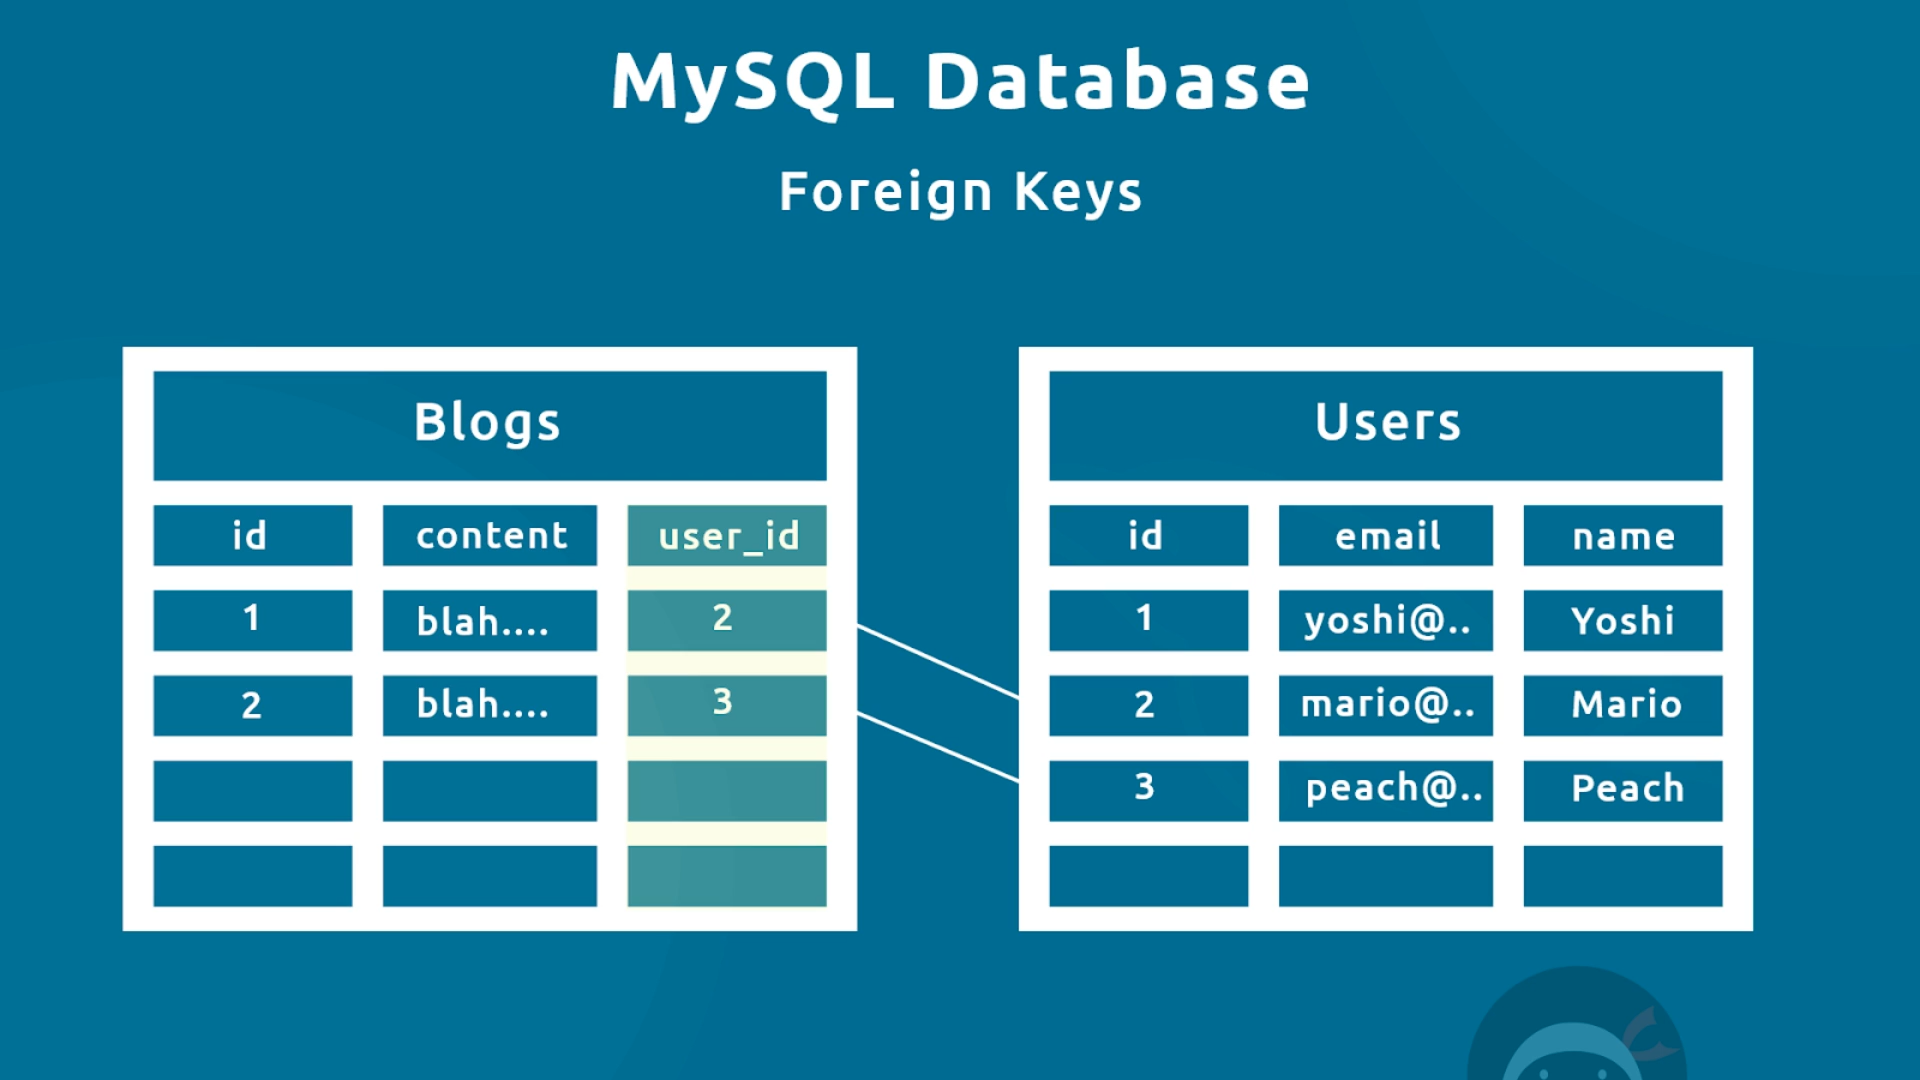 MySQL Database
Foreign Keys
Blogs
id content user_id
1 blah.... 2
2 blah.... 3
Users
id email name
1 yoshi@.. Yoshi
2 mario@.. Mario
3 peach@.. Peach